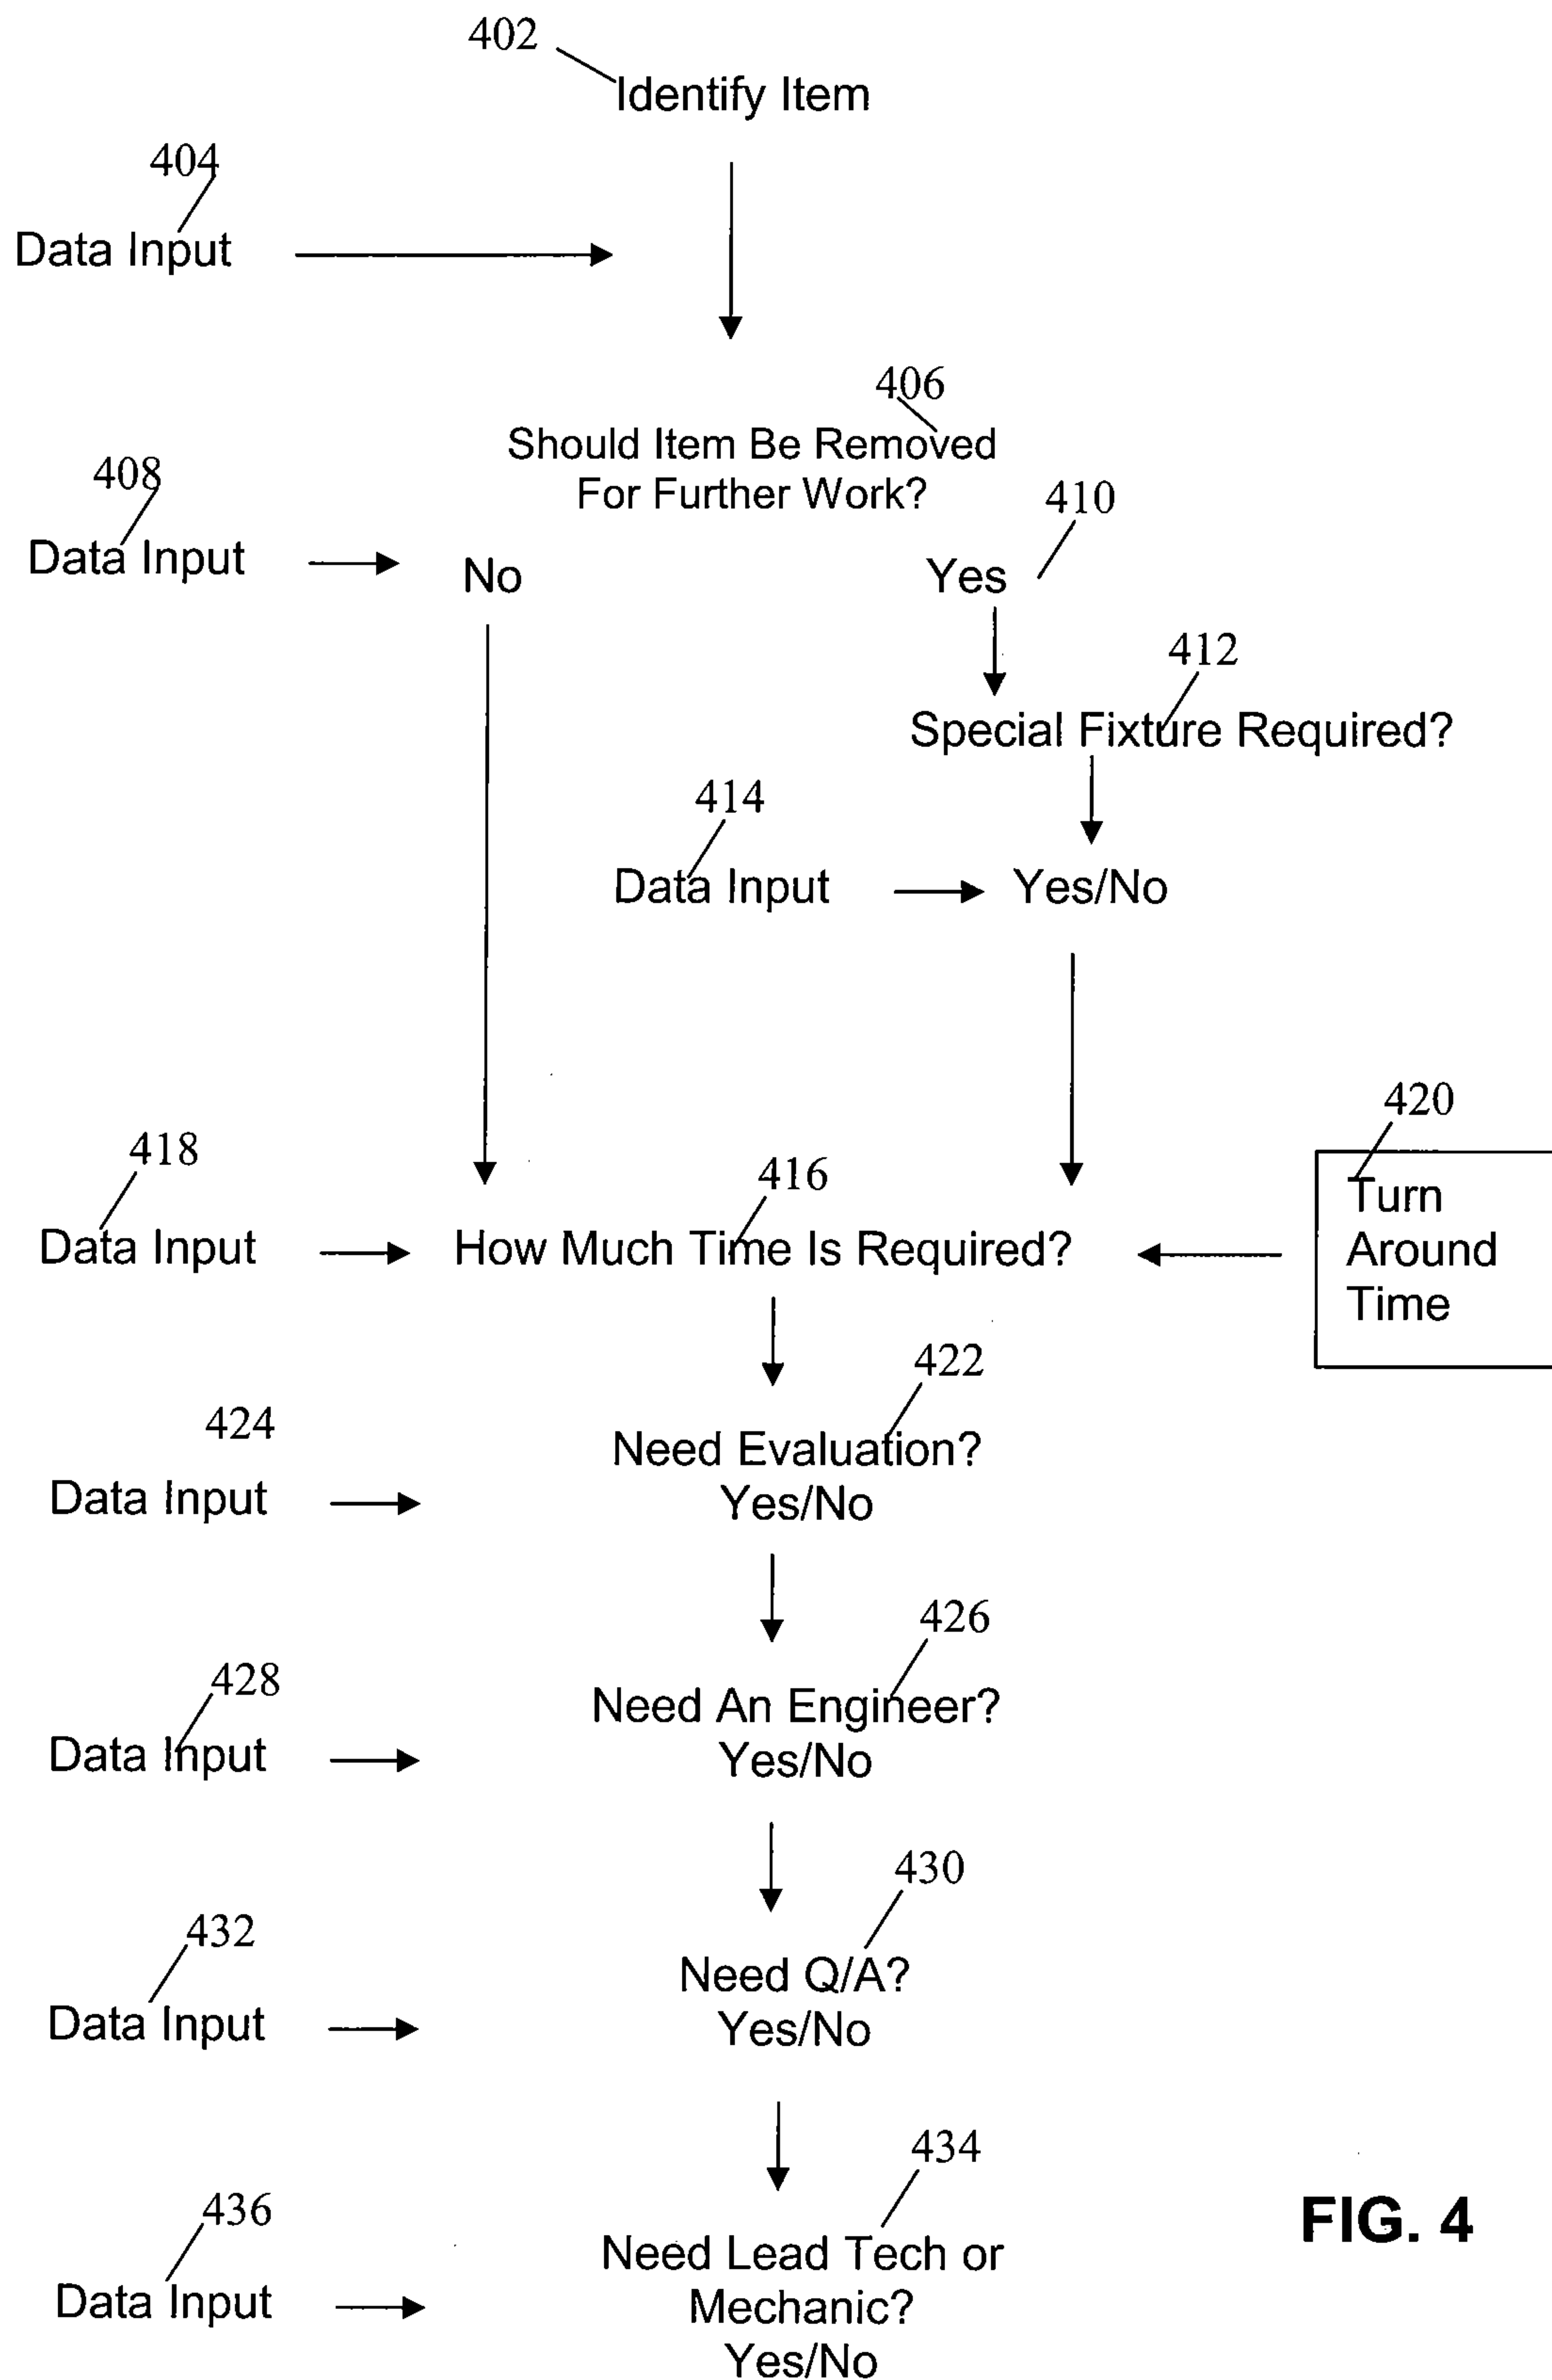 402
Identify Item
404
Data Input
406
Should Item Be Removed
For Further Work?
408
410
Data Input
No
Yes
412
Special Fixture Required?
414
Data Input
Yes/No
420
418
416
Turn
Data Input
How Much Time Is Required?
Around
Time
422
424
Need Evaluation?
Data Input
Yes/No
426
428
Need An Engineer?
Data Input
Yes/No
430
432
Need Q/A?
Data Input
Yes/No
434
436
FIG. 4
Need Lead Tech or
Data Input
Mechanic?
Yes/No